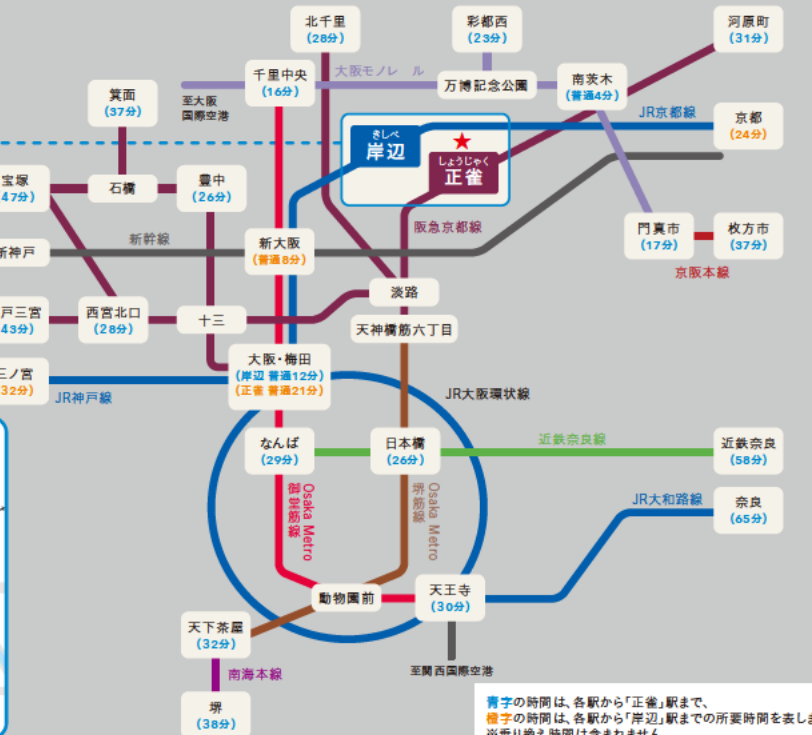 北千里
(28分)
彩都西
(23分)
河原町
(31分)
千里中央
(16分)
大阪モノレール
万博記念公園
南茨木
(普通4分)
至大阪
国際空港
箕面
(37分)
JR京都線
京都
(24分)
きしべ
岸辺
★
しょうじゃく
正雀
宝塚
47分)
石橋
豊中
(26分)
阪急京都線
門真市
(17分)
枚方市
(37分)
京阪本線
新神戸
新幹線
新大阪
(普通8分)
淡路
戸三宮
43分)
西宮北口
(28分)
十三
天神橋筋六丁目
三ノ宮
32分)
JR神戸線
大阪・梅田
(岸辺 普通12分)
(正雀 普通21分)
JR大阪環状線
なんば
(29分)
日本橋
(26分)
近鉄奈良線
近鉄奈良
(58分)
Osaka Metro
御堂筋線
Osaka Metro
堺筋線
JR大和路線
奈良
(65分)
動物園前
天王寺
(30分)
天下茶屋
(32分)
南海本線
至関西国際空港
堺
(38分)
青字の時間は、各駅から「正雀」駅まで、
橙字の時間は、各駅から「岸辺」駅までの所要時間を表しま
※乗り換え時間は含まれません